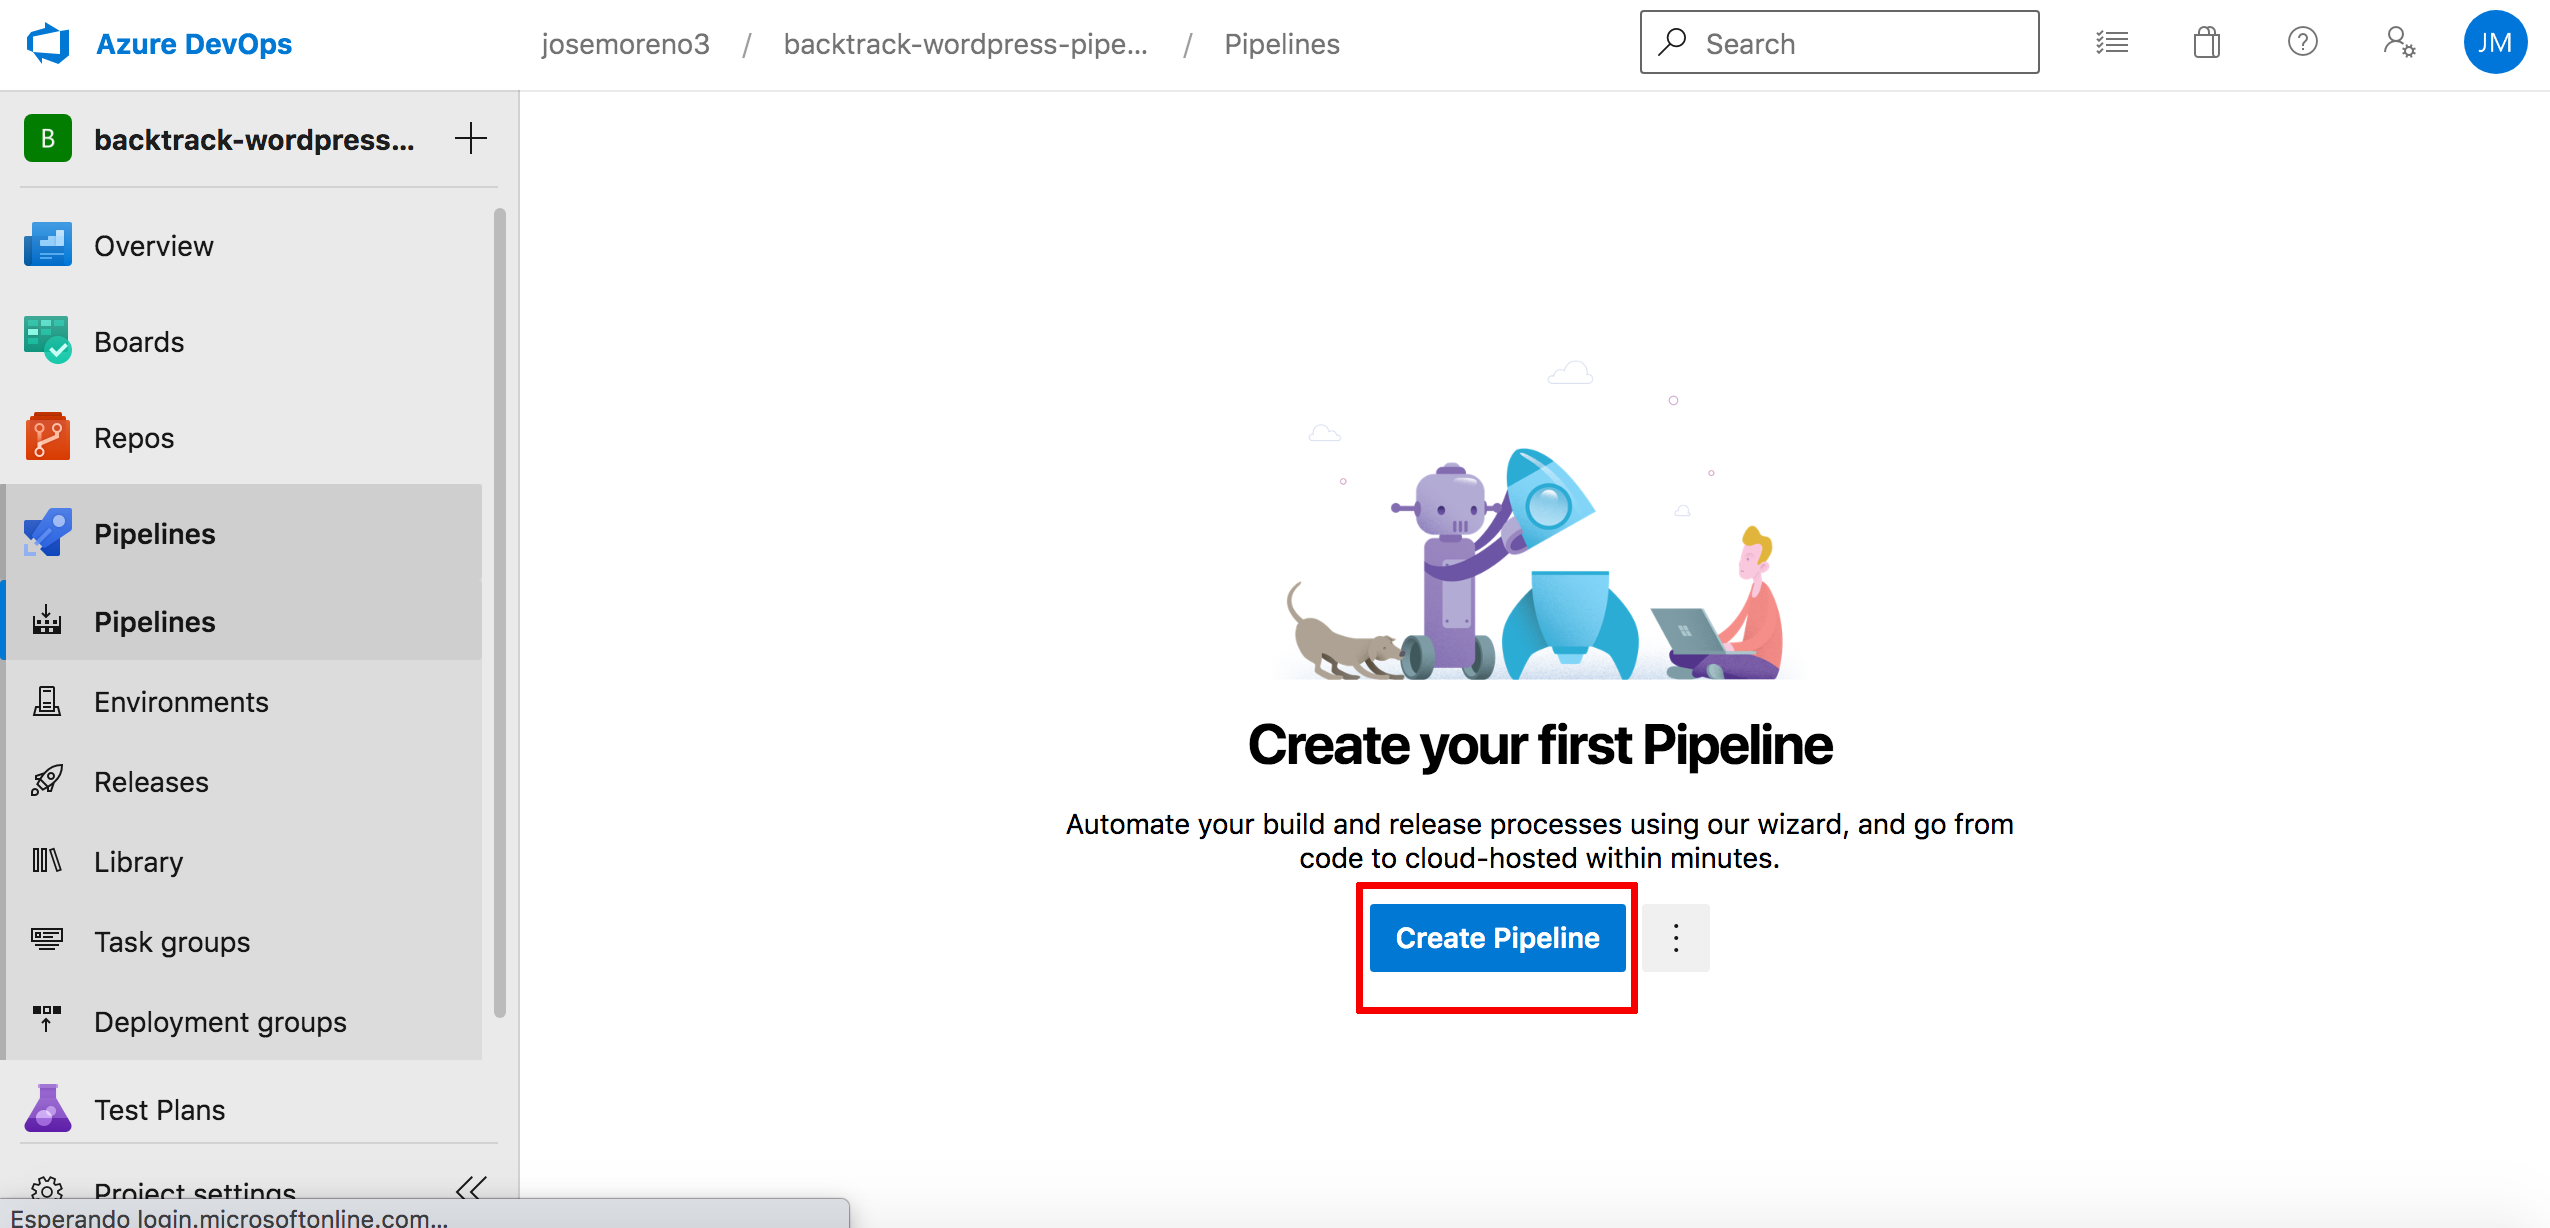 Azure DevOps
josemoreno3 / backtrack-wordpress-pipe... / Pipelines
Search
JM
B
backtrack-wordpress...
Overview
Boards
Repos
Pipelines
Pipelines
Environments
Releases
Library
Task groups
Deployment groups
Test Plans
Project settings
Esperando login.microsoftonline.com...
Create your first Pipeline
Automate your build and release processes using our wizard, and go from
code to cloud-hosted within minutes.
Create Pipeline